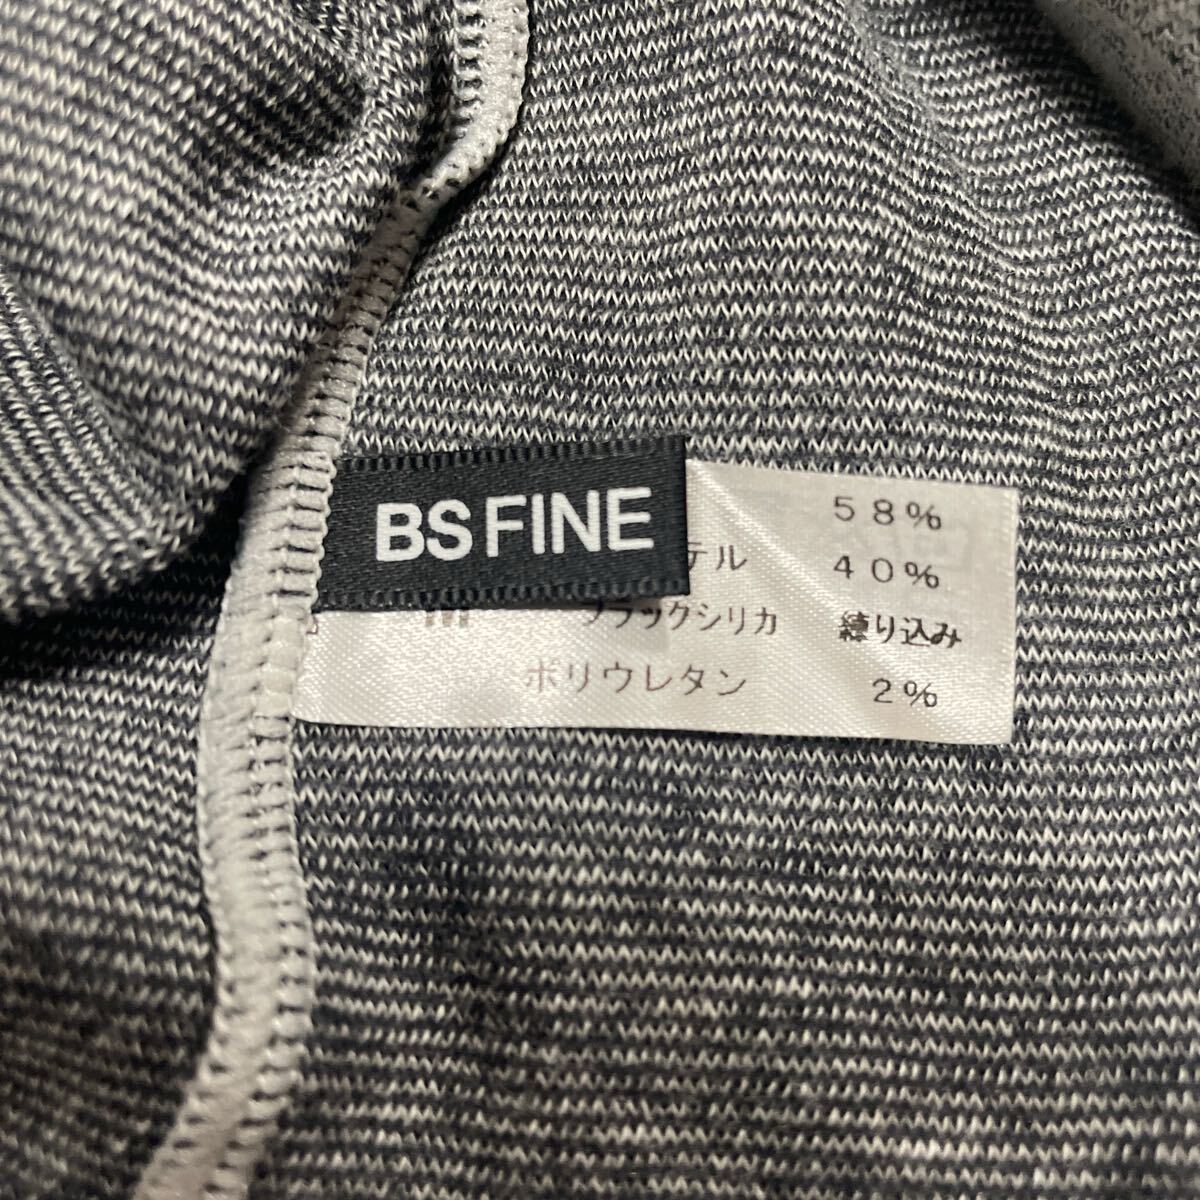 BS FINE
58%
テル 40%
ブラックシリカ 練り込み
ポリウレタン 2%